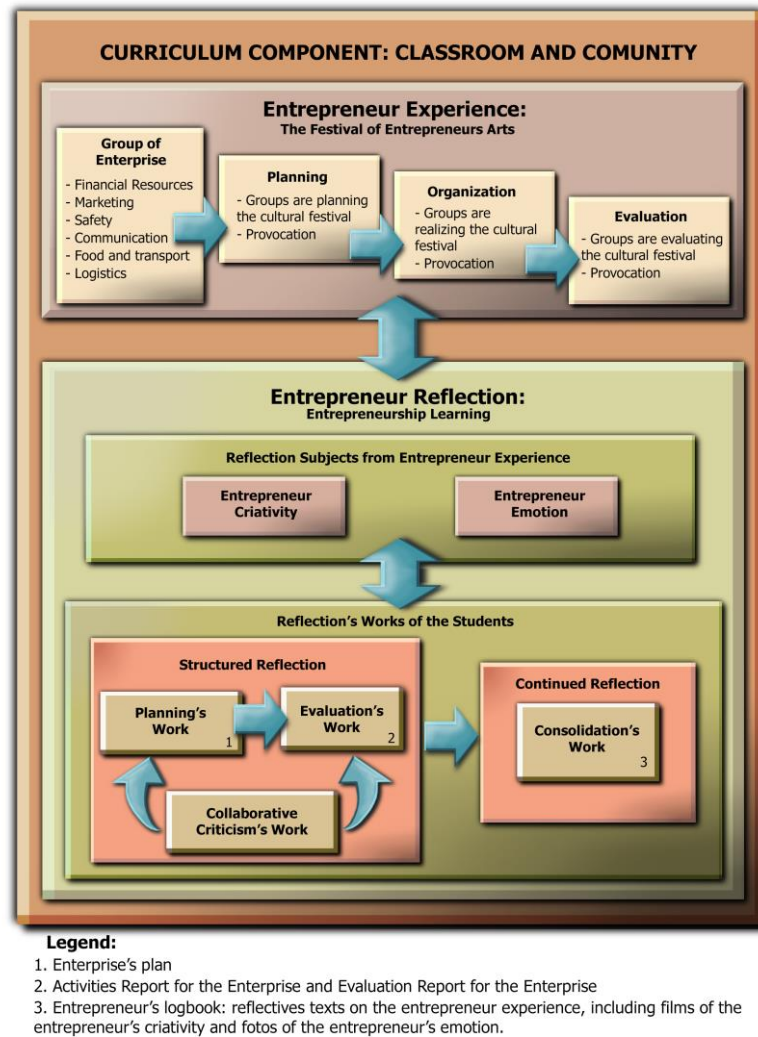 CURRICULUM COMPONENT: CLASSROOM AND COMUNITY
Entrepreneur Experience:
The Festival of Entrepreneurs Arts
Group of
Enterprise
- Financial Resources
- Marketing
- Safety
- Communication
- Food and transport
- Logistics
Planning
- Groups are planning
the cultural festival
- Provocation
Organization
- Groups are
realizing the cultural
festival
- Provocation
Evaluation
- Groups are evaluating
the cultural festival
- Provocation
Entrepreneur Reflection:
Entrepreneurship Learning
Reflection Subjects from Entrepreneur Experience
Entrepreneur
Criativity
Entrepreneur
Emotion
Reflection's Works of the Students
Structured Reflection
Planning's
Work
1
Evaluation's
Work
2
Collaborative
Criticism's Work
Continued Reflection
Consolidation's
Work
3
Legend:
1. Enterprise's plan
2. Activities Report for the Enterprise and Evaluation Report for the Enterprise
3. Entrepreneur's logbook: reflectives texts on the entrepreneur experience, including films of the
entrepreneur's creativity and fotos of the entrepreneur's emotion.